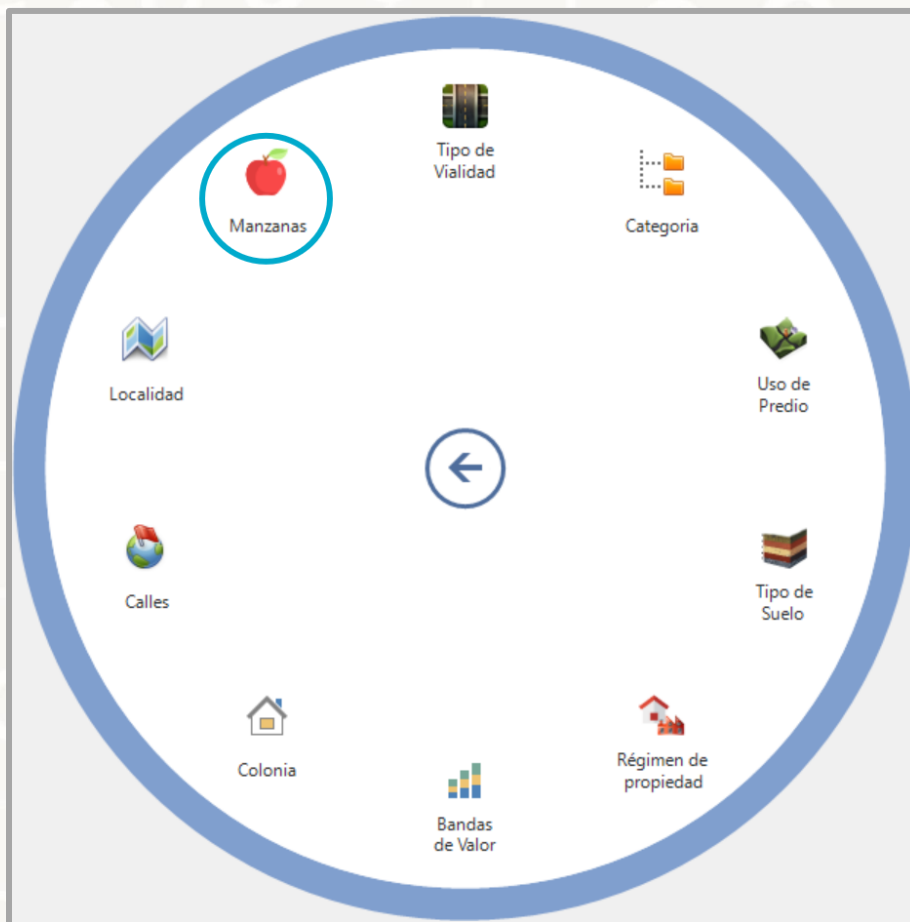 Tipo de
Vialidad
Manzanas
Categoria
Localidad
Uso de
Predio
Calles
Tipo de
Suelo
Colonia
Régimen de
propiedad
Bandas
de Valor